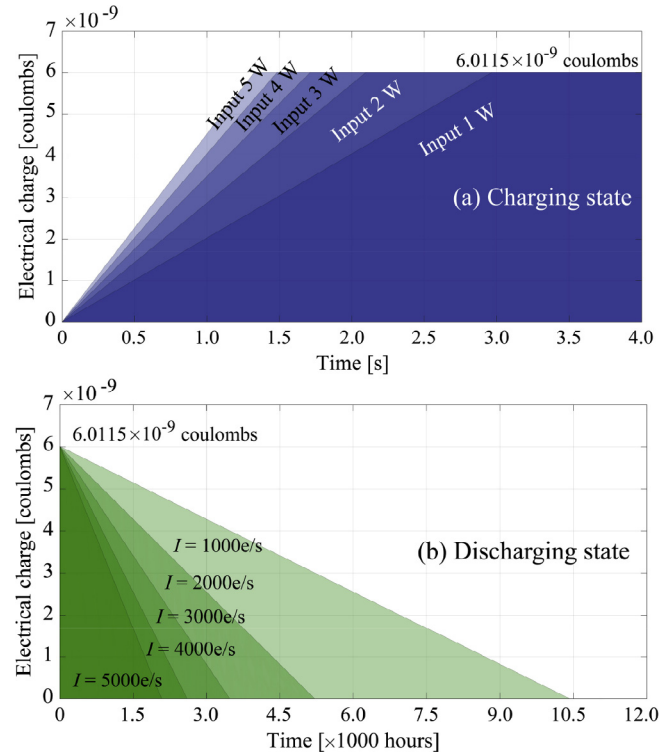 ×10 -9
7
6
5
4
3
2
1
0
Electrical charge [coulombs]
6.0115×10-9 coulombs
Input 5 W
Input 4 W
Input 3 W
Input 2 W
Input 1 W
(a) Charging state
0 0.5 1.0 1.5 2.0 2.5 3.0 3.5 4.0
Time [s]
×10 -9
7
6
5
4
3
2
1
0
Electrical charge [coulombs]
6.0115×10-9 coulombs
I = 1000e/s
I = 2000e/s
I = 3000e/s
I = 4000e/s
I = 5000e/s
(b) Discharging state
0 1.5 3.0 4.5 6.0 7.5 9.0 10.5 12.0
Time [×1000 hours]